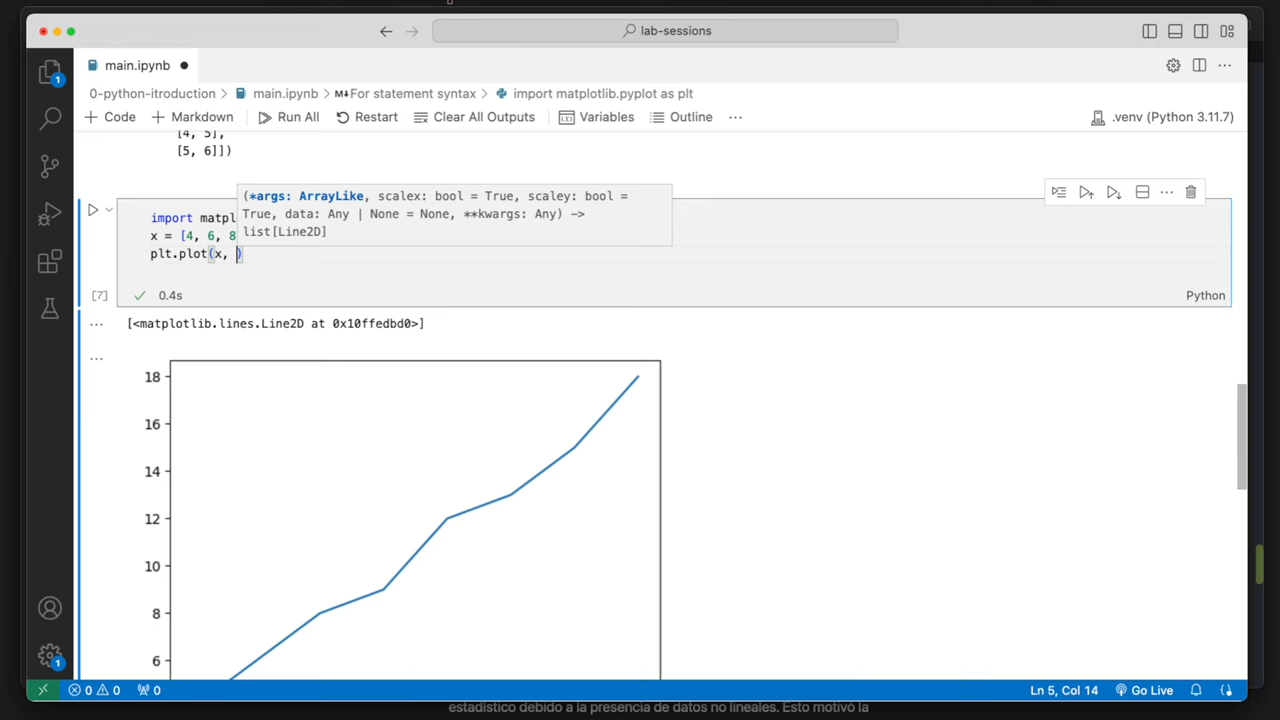 lab-sessions
main.ipynb
0-python-itroduction > main.ipynb > M↓For statement syntax > import matplotlib.pyplot as plt
+ Code + Markdown Run All Restart Clear All Outputs Variables Outline ... .venv (Python 3.11.7)
[4, 5],
[5, 6]])
(*args: ArrayLike, scalex: bool = True, scaley: bool =
True, data: Any | None = None, **kwargs: Any) ->
list[Line2D]
import matpl
x = [4, 6, 8
plt.plot(x, )
[7] 0.4s Python
[<matplotlib.lines.Line2D at 0x10ffedbd0>]
18
16
14
12
10
8
6
1
1
0 0 0
Ln 5, Col 14 Go Live
estadístico debido a la presencia de datos no lineales. Esto motivó la